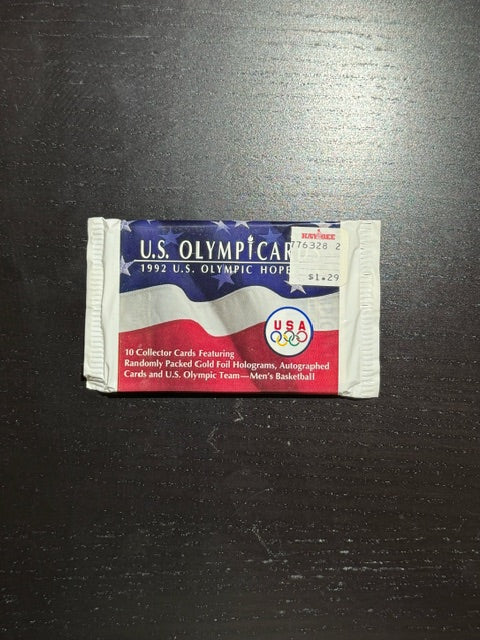 U.S. OLYMPICAR
1992 U.S. OLYMPIC HOPE
KAY-BEE
776328 2
$1.29
USA
10 Collector Cards Featuring
Randomly Packed Gold Foil Holograms, Autographed
Cards and U.S. Olympic Team—Men's Basketball